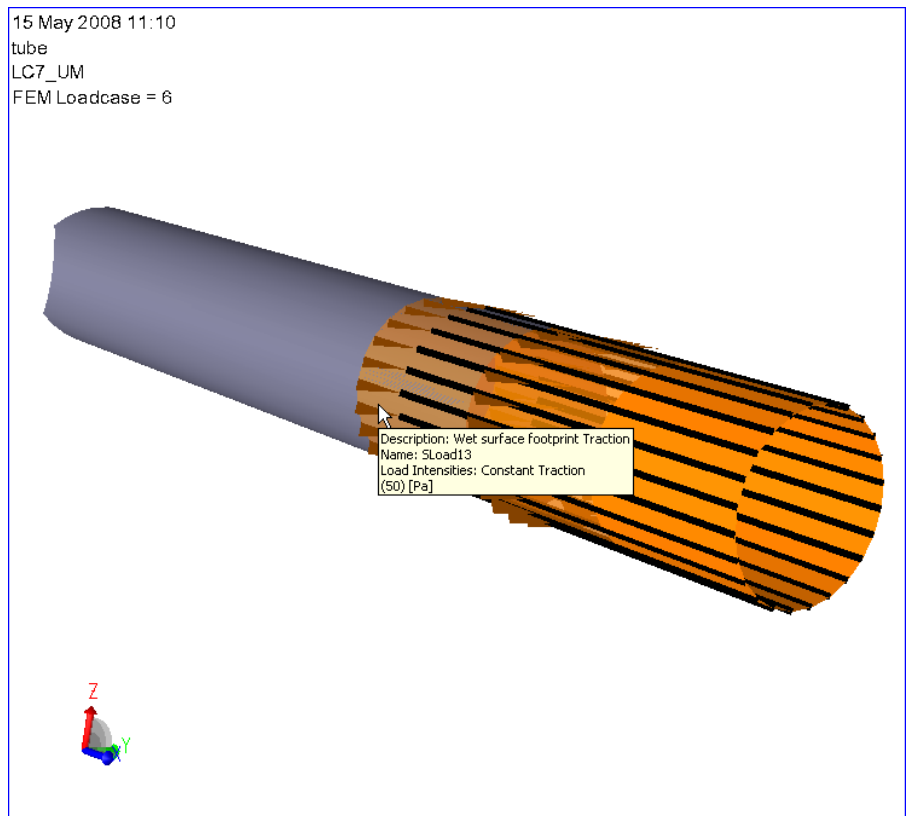 15 May 2008 11:10
tube
LC7_UM
FEM Loadcase = 6
Description: Wet surface footprint Traction
Name: SLoad13
Load Intensities: Constant Traction
(50) [Pa]
Z
Y
X